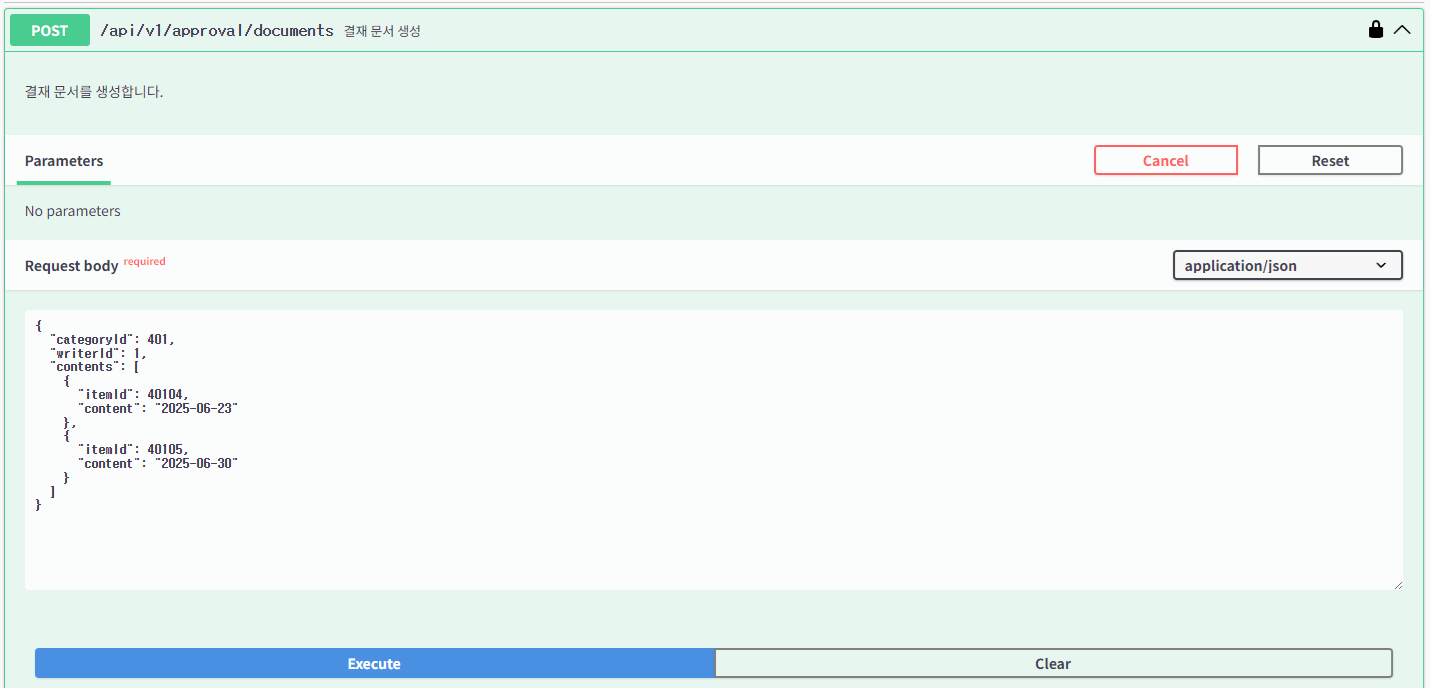 POST /api/v1/approval/documents 결재 문서 생성
결재 문서를 생성합니다.
Parameters Cancel Reset
No parameters
Request body required application/json
{
  "categoryId": 401,
  "writerId": 1,
  "contents": [
    {
      "itemId": 40104,
      "content": "2025-06-23"
    },
    {
      "itemId": 40105,
      "content": "2025-06-30"
    }
  ]
}
Execute Clear